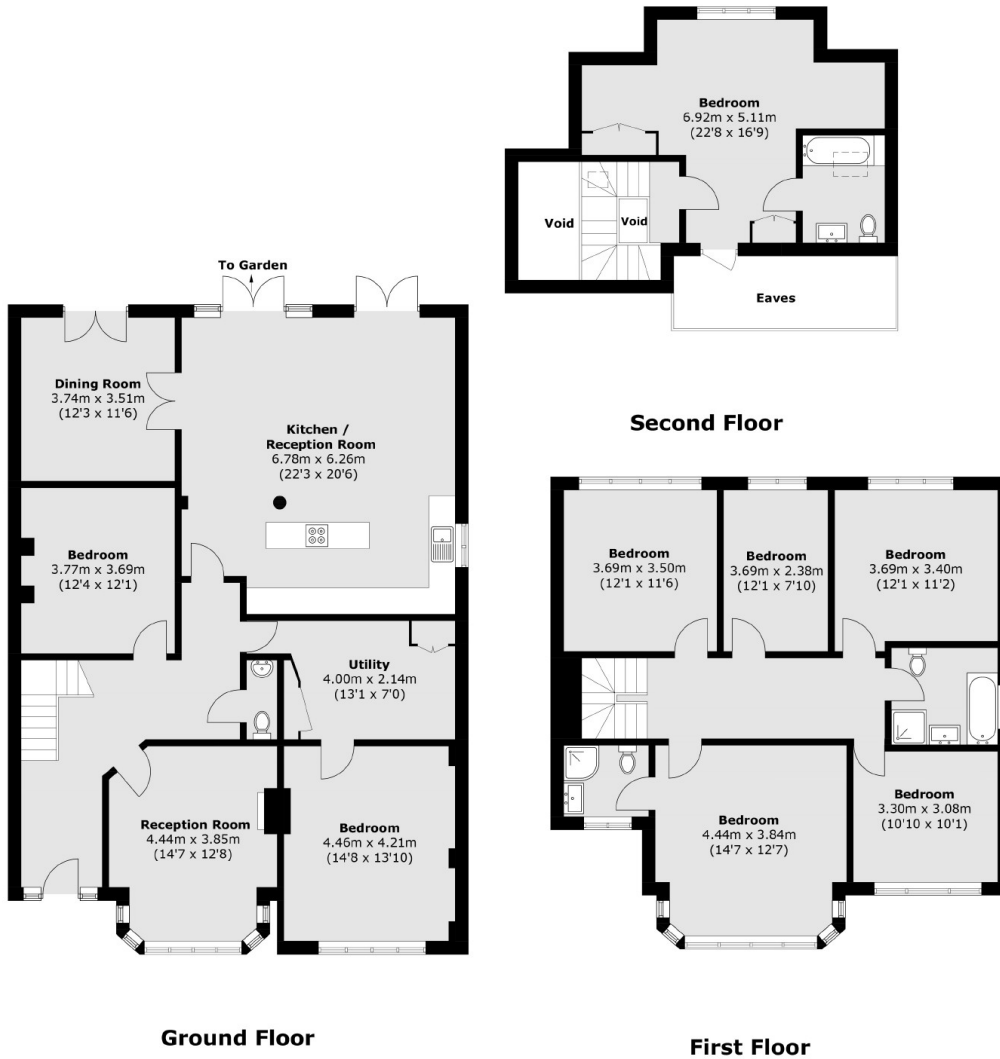 Bedroom
6.92m x 5.11m
(22'8 x 16'9)
Void
Void
Eaves
Second Floor
To Garden
Dining Room
3.74m x 3.51m
(12'3 x 11'6)
Kitchen /
Reception Room
6.78m x 6.26m
(22'3 x 20'6)
Bedroom
3.77m x 3.69m
(12'4 x 12'1)
Utility
4.00m x 2.14m
(13'1 x 7'0)
Reception Room
4.44m x 3.85m
(14'7 x 12'8)
Bedroom
4.46m x 4.21m
(14'8 x 13'10)
Ground Floor
Bedroom
3.69m x 3.50m
(12'1 x 11'6)
Bedroom
3.69m x 2.38m
(12'1 x 7'10)
Bedroom
3.69m x 3.40m
(12'1 x 11'2)
Bedroom
4.44m x 3.84m
(14'7 x 12'7)
Bedroom
3.30m x 3.08m
(10'10 x 10'1)
First Floor